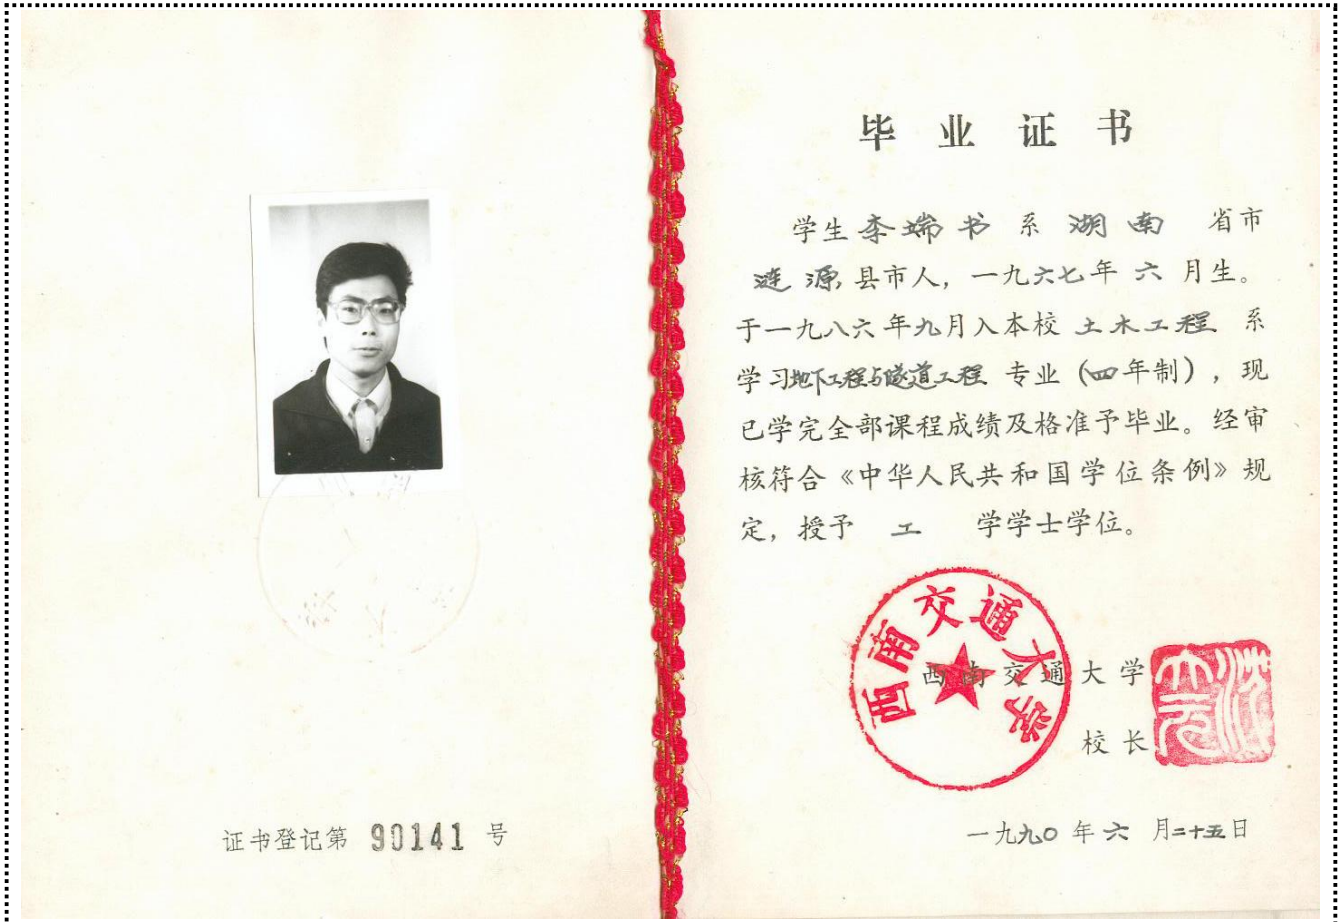 证书登记第 90141 号
毕业证书
学生 李端书 系 湖南 省市
涟源 县市人，一九六七年 六 月生。
于一九八六年九月入本校 土木工程 系
学习地下工程与隧道工程 专业（四年制），现
已学完全部课程成绩及格准予毕业。经审
核符合《中华人民共和国学位条例》规
定，授予 工 学学士学位。
西南交通大学
西南交通大学
校长
沈大元
一九九〇年六月二十五日